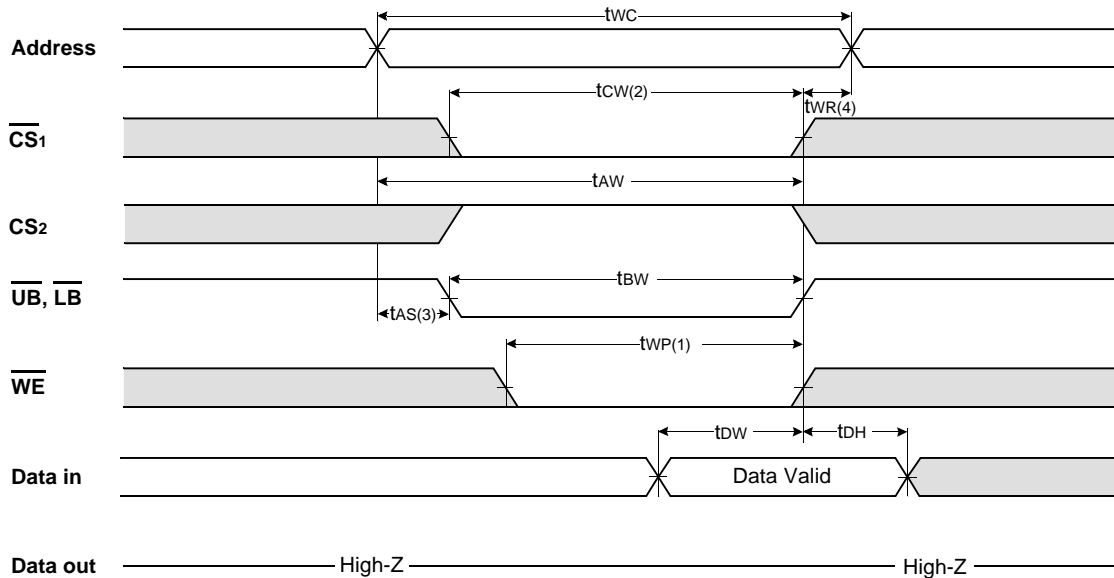 tWC
Address
tCW(2)
tWR(4)
CS1
tAW
CS2
tBW
UB, LB
tAS(3)
tWP(1)
WE
tDW
tDH
Data in
Data Valid
Data out
High-Z
High-Z